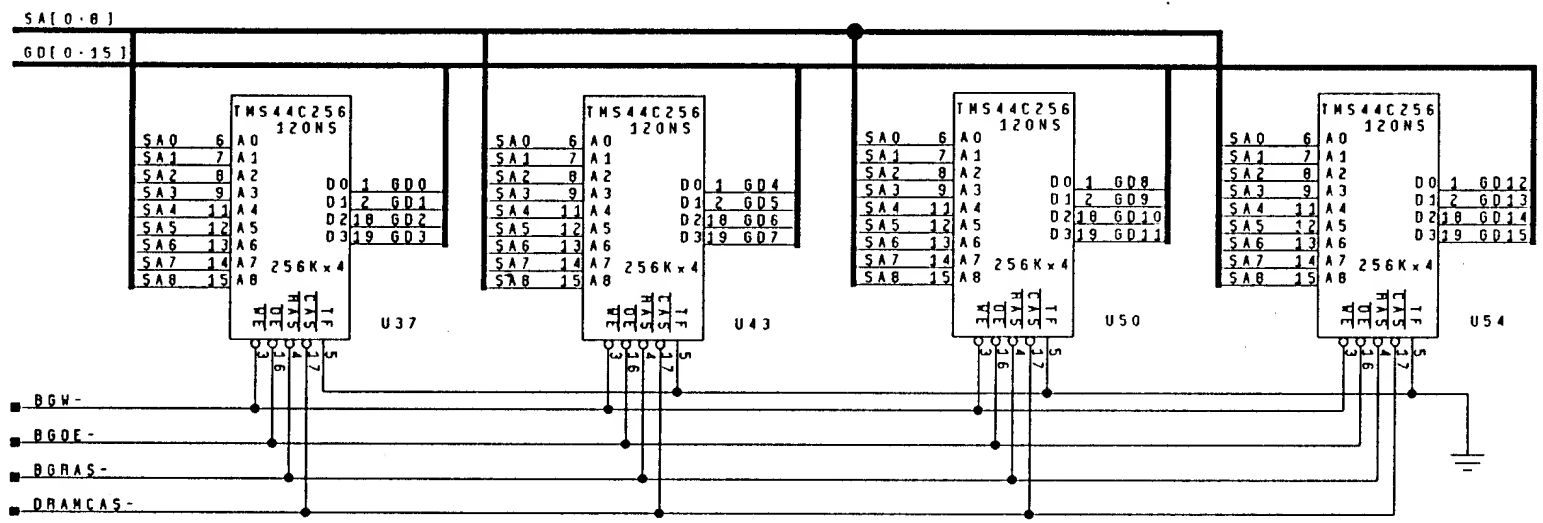 SA[0-8]
GD[0-15]
TMS44C256 TMS44C256 TMS44C256 TMS44C256
120NS 120NS 120NS 120NS
SA0 6 A0 SA0 6 A0 SA0 6 A0 SA0 6 A0
SA1 7 A1 SA1 7 A1 SA1 7 A1 SA1 7 A1
SA2 8 A2 SA2 8 A2 SA2 8 A2 SA2 8 A2
D0 1 GD0 D0 1 GD4 D0 1 GD8 D0 1 GD12
SA3 9 A3 SA3 9 A3 SA3 9 A3 SA3 9 A3
D1 2 GD1 D1 2 GD5 D1 2 GD9 D1 2 GD13
SA4 11 A4 SA4 11 A4 SA4 11 A4 SA4 11 A4
D2 18 GD2 D2 18 GD6 D2 18 GD10 D2 18 GD14
SA5 12 A5 SA5 12 A5 SA5 12 A5 SA5 12 A5
D3 19 GD3 D3 19 GD7 D3 19 GD11 D3 19 GD15
SA6 13 A6 SA6 13 A6 SA6 13 A6 SA6 13 A6
SA7 14 A7 SA7 14 A7 SA7 14 A7 SA7 14 A7
256Kx4 256Kx4 256Kx4 256Kx4
SA8 15 A8 SA8 15 A8 SA8 15 A8 SA8 15 A8
WE OE RAS CAS TF WE OE RAS CAS TF WE OE RAS CAS TF WE OE RAS CAS TF
U37 U43 U50 U54
3 16 4 17 5 3 16 4 17 5 3 16 4 17 5 3 16 4 17 5
BGW-
BGOE-
BGRAS-
DRAMCAS-